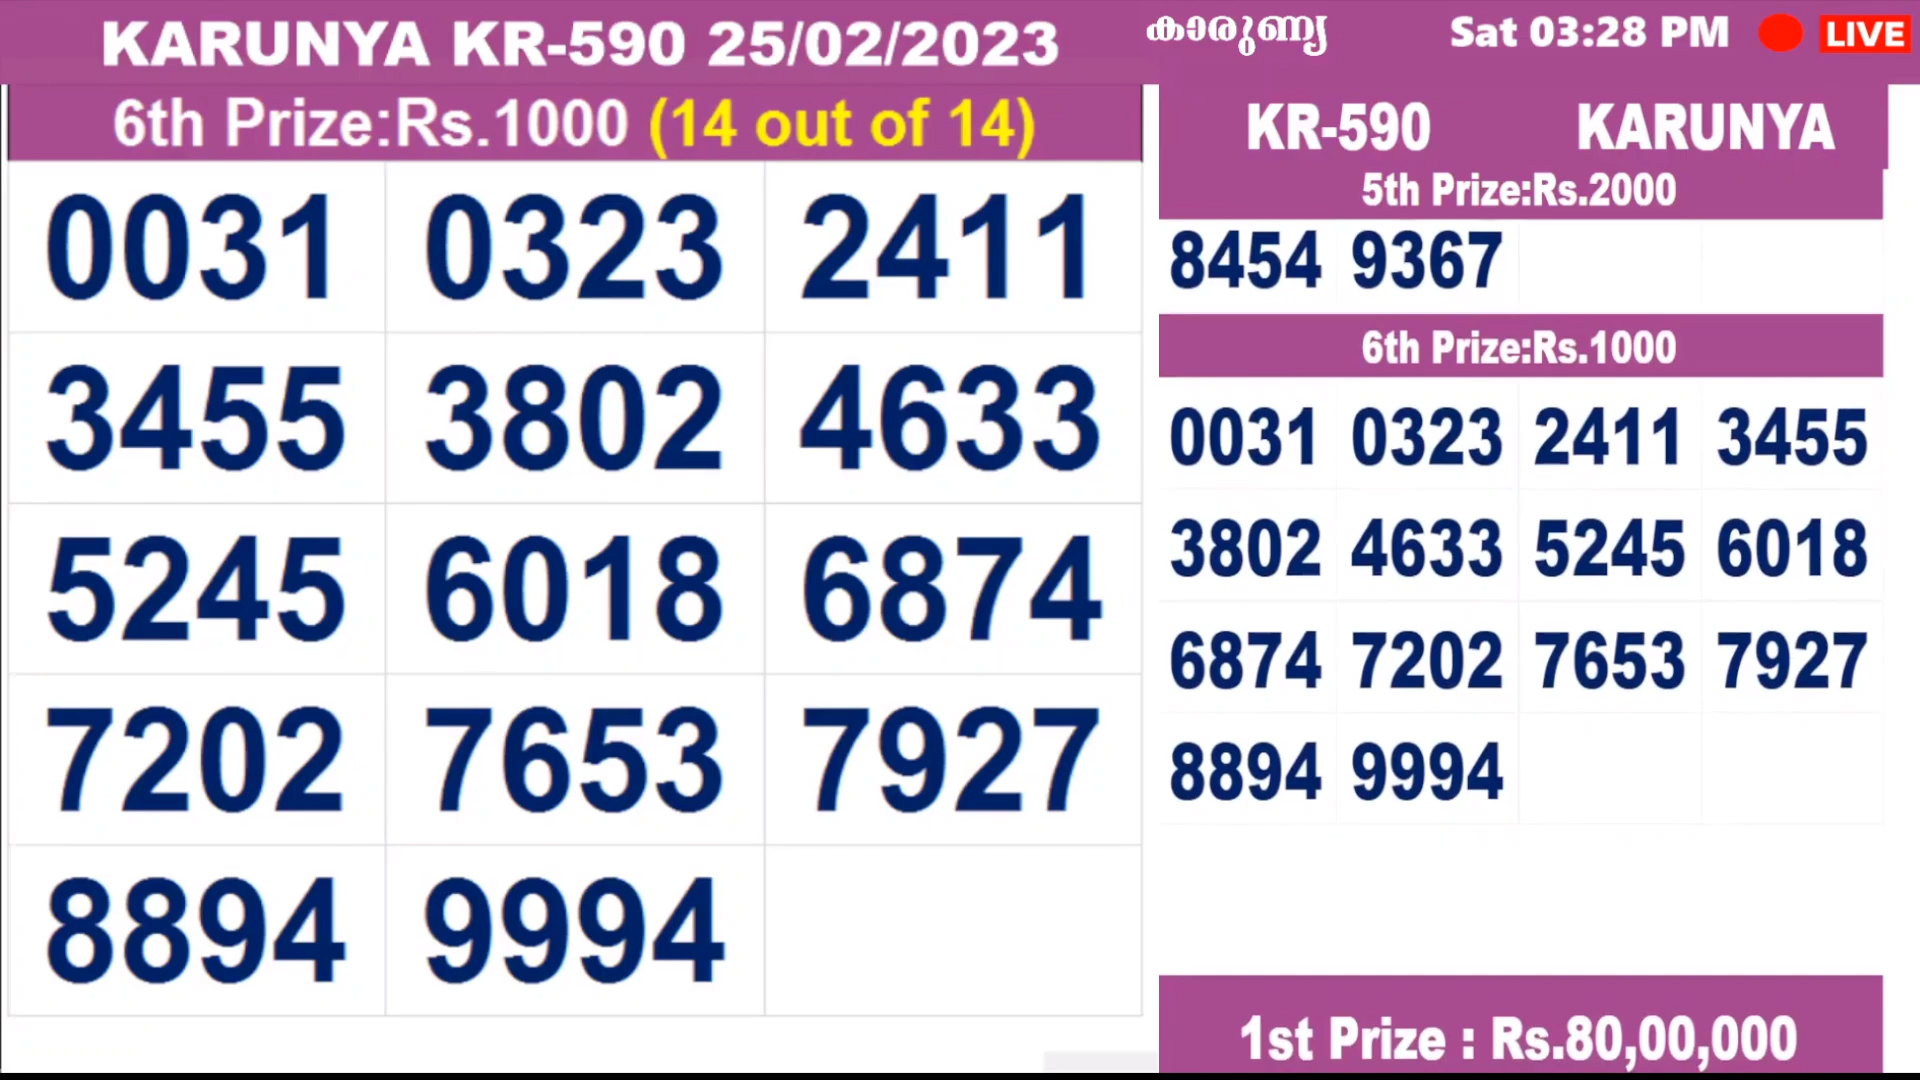 KARUNYA KR-590 25/02/2023
6th Prize:Rs.1000 (14 out of 14)
0031 0323 2411
3455 3802 4633
5245 6018 6874
7202 7653 7927
8894 9994
കാരുണ്യ Sat 03:28 PM LIVE
KR-590 KARUNYA
5th Prize:Rs.2000
8454 9367
6th Prize:Rs.1000
0031 0323 2411 3455
3802 4633 5245 6018
6874 7202 7653 7927
8894 9994
1st Prize : Rs.80,00,000